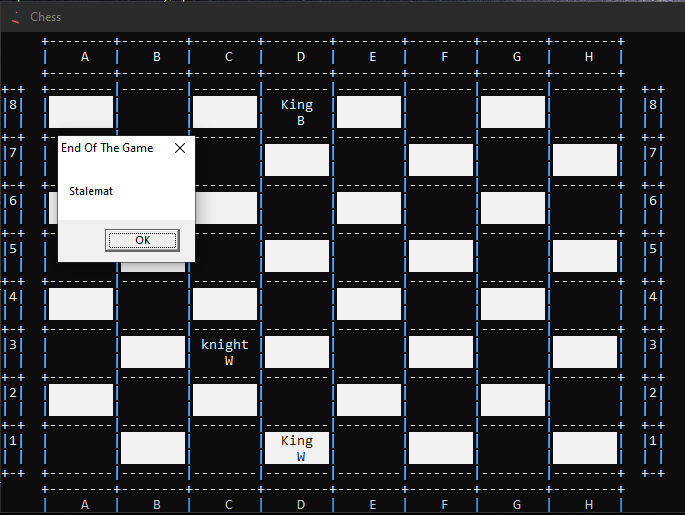 Chess
A B C D E F G H
8 King 8
B
End Of The Game
7 7
Stalemat
6 6
OK
5 5
4 4
3 knight 3
W
2 2
1 King 1
W
A B C D E F G H